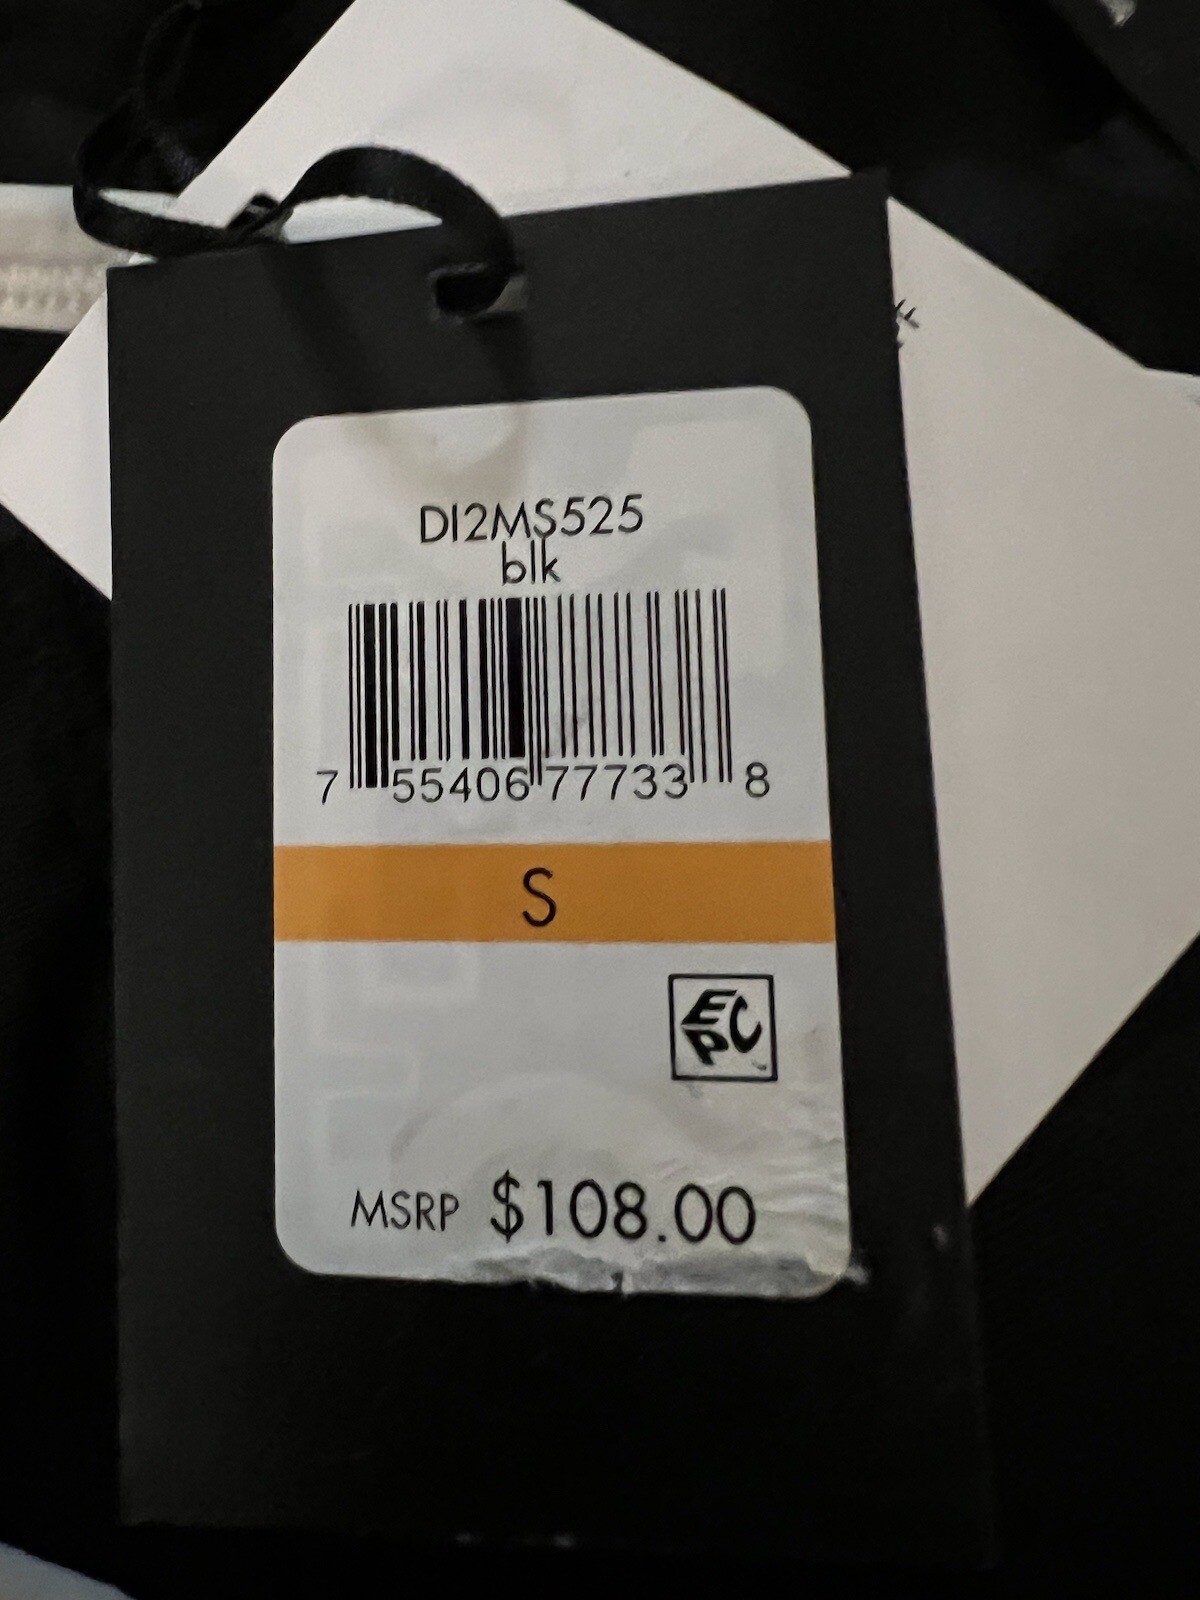 DI2MS525
blk
7 55406 77733 8
S
EPC
MSRP $108.00